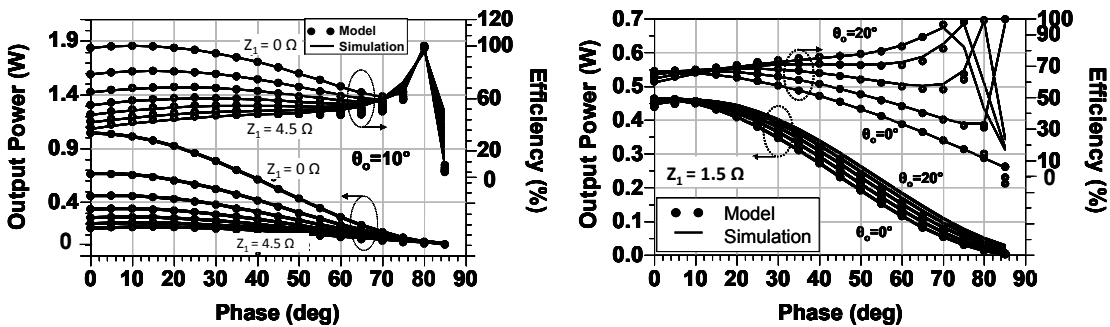 1.9
1.4
0.9
0.4
0
Output Power (W)
0 10 20 30 40 50 60 70 80 90
Phase (deg)
120
100
80
60
40
20
0
Efficiency (%)
Model
Simulation
Z1 = 0 Ω
Z1 = 4.5 Ω
θo = 10°
Z1 = 0 Ω
Z1 = 4.5 Ω
0.7
0.6
0.5
0.4
0.3
0.2
0.1
0.0
Output Power (W)
0 10 20 30 40 50 60 70 80 90
Phase (deg)
100
90
70
50
30
10
0
Efficiency (%)
θo=20°
θo=0°
θo=20°
Z1 = 1.5 Ω
θo=0°
Model
Simulation